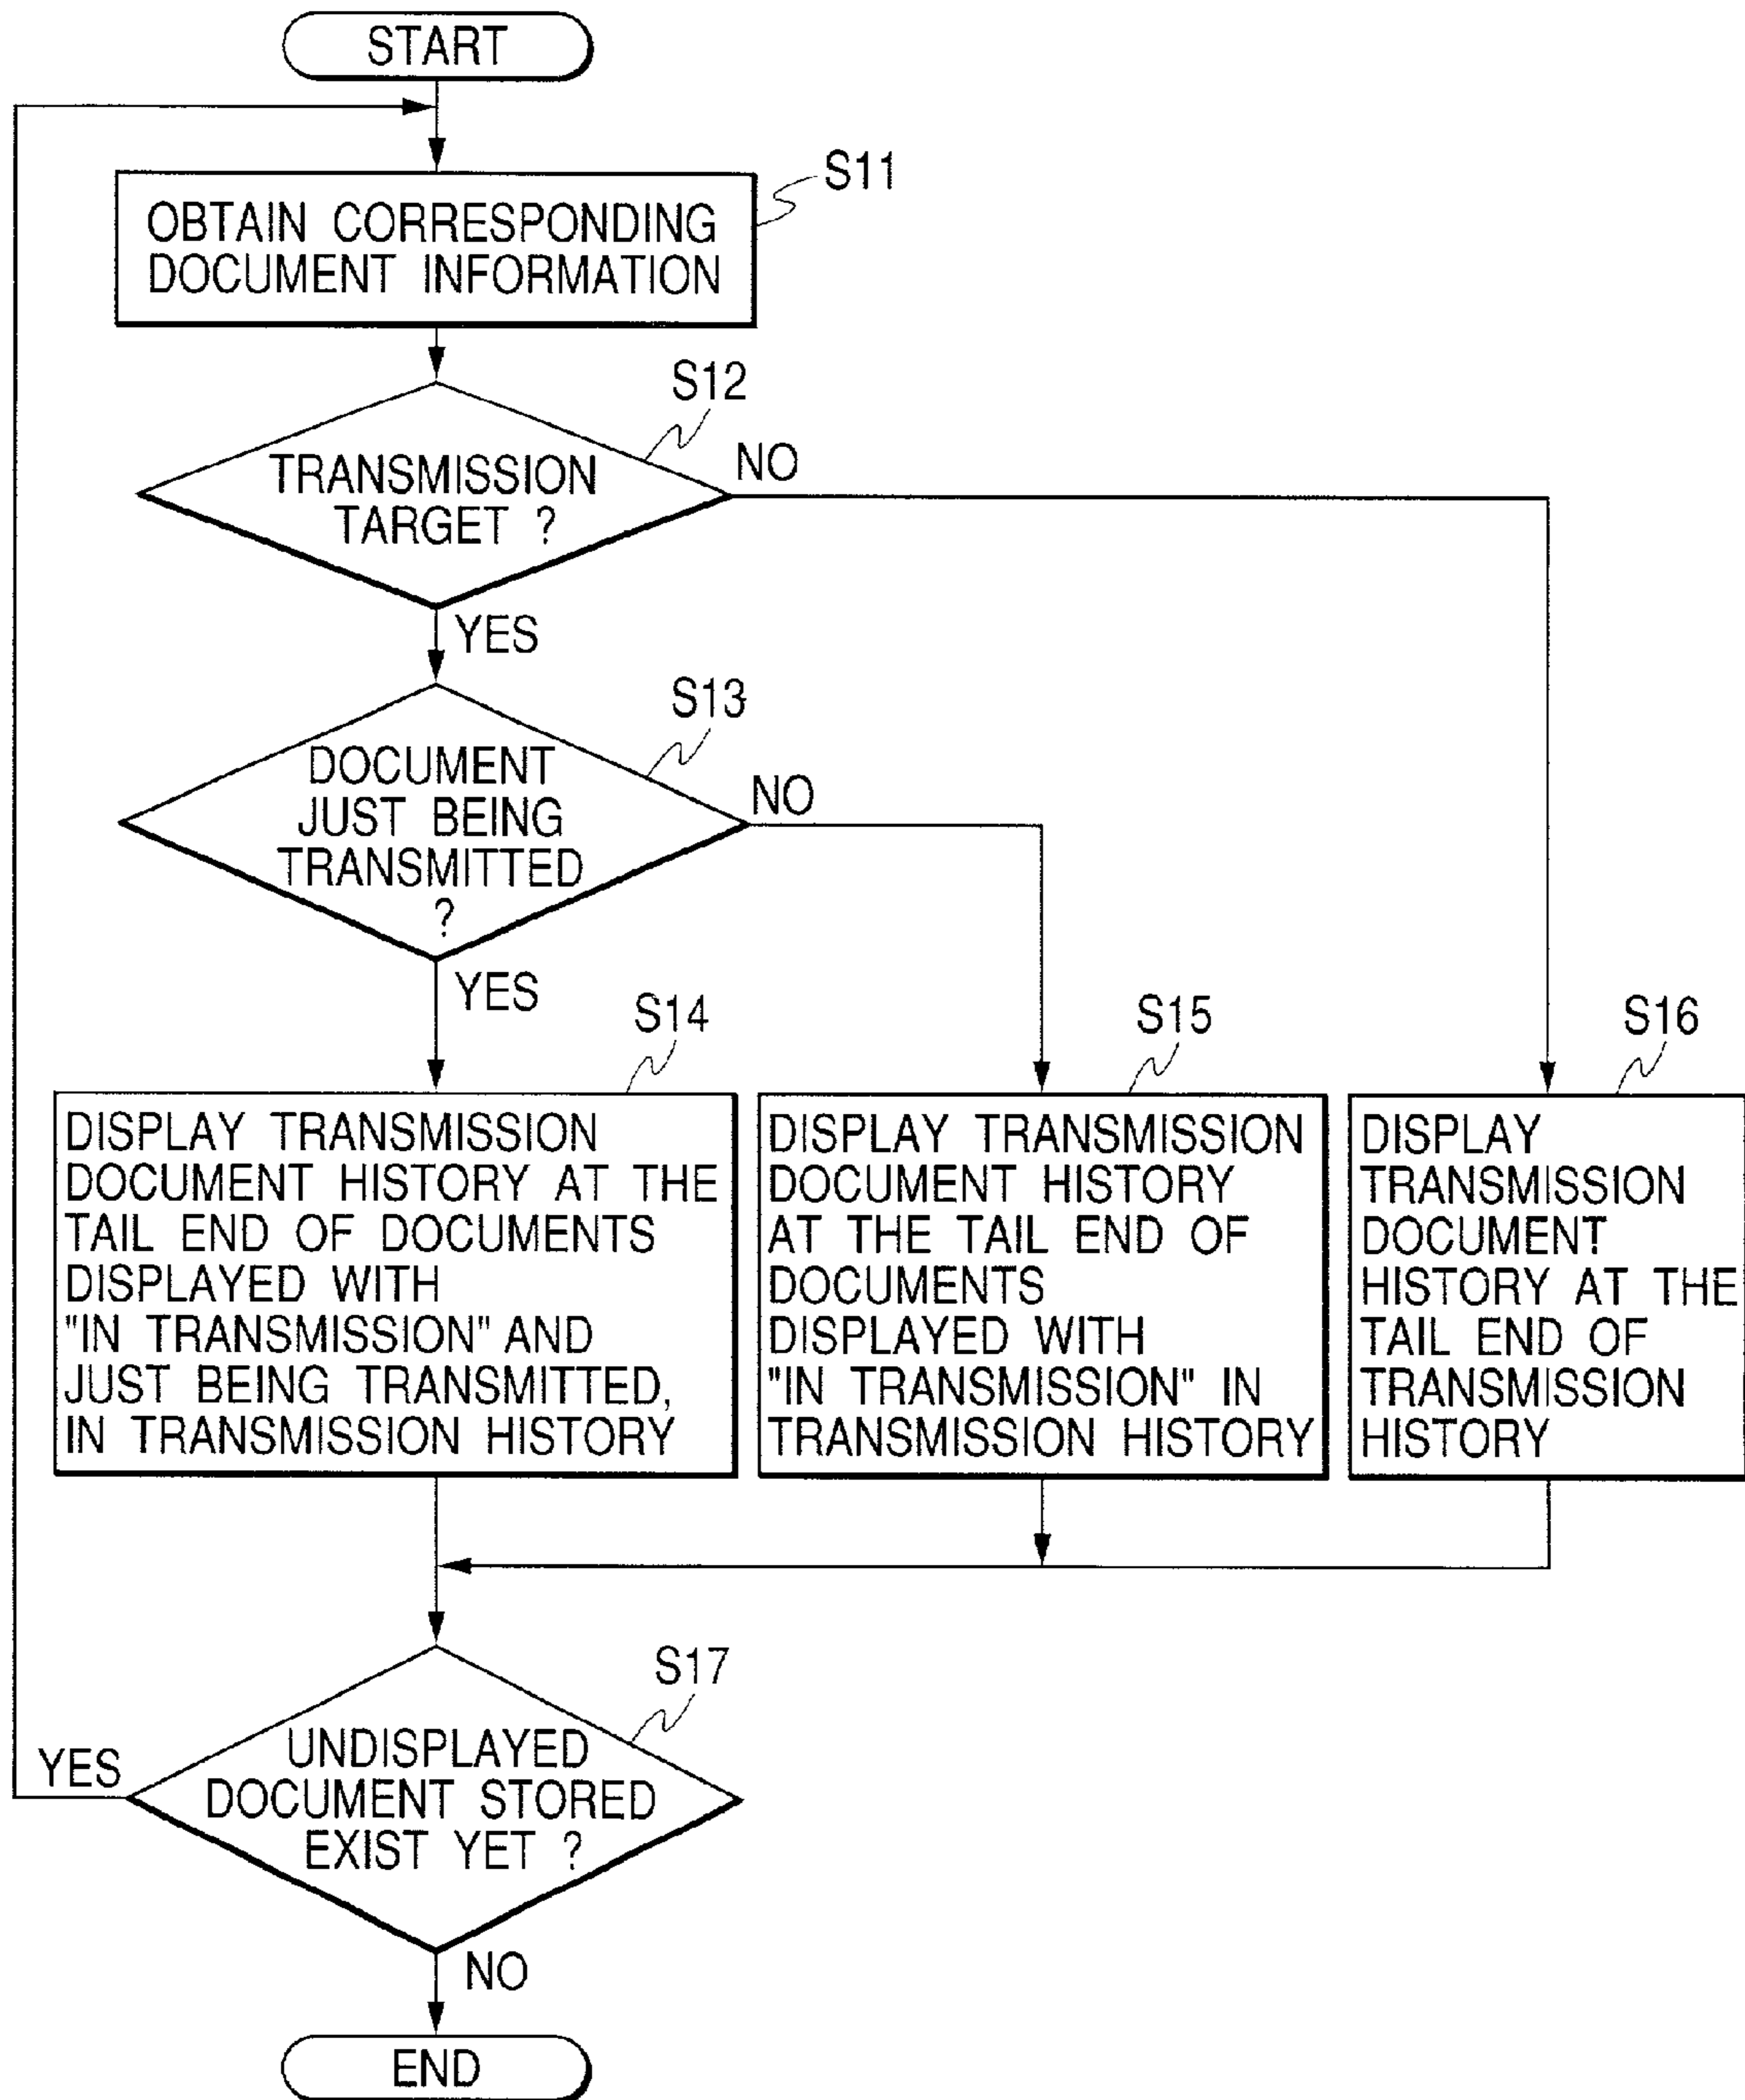 START
S11
OBTAIN CORRESPONDING
DOCUMENT INFORMATION
S12
TRANSMISSION
TARGET ?
NO
YES
S13
DOCUMENT
JUST BEING
TRANSMITTED
?
NO
YES
S14
DISPLAY TRANSMISSION
DOCUMENT HISTORY AT THE
TAIL END OF DOCUMENTS
DISPLAYED WITH
"IN TRANSMISSION" AND
JUST BEING TRANSMITTED,
IN TRANSMISSION HISTORY
S15
DISPLAY TRANSMISSION
DOCUMENT HISTORY
AT THE TAIL END OF
DOCUMENTS
DISPLAYED WITH
"IN TRANSMISSION" IN
TRANSMISSION HISTORY
S16
DISPLAY
TRANSMISSION
DOCUMENT
HISTORY AT THE
TAIL END OF
TRANSMISSION
HISTORY
S17
UNDISPLAYED
DOCUMENT STORED
EXIST YET ?
YES
NO
END